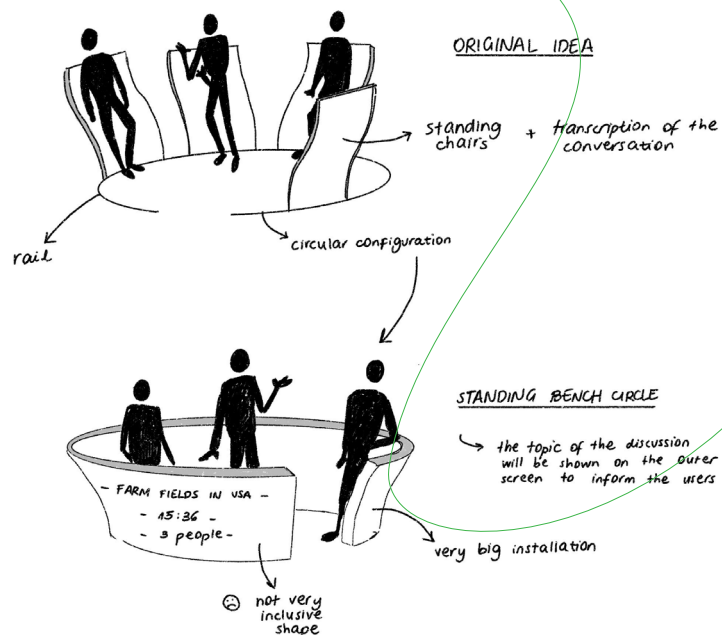 ORIGINAL IDEA
standing
chairs
+
transcription of the
conversation
rail
circular configuration
STANDING BENCH CIRCLE
the topic of the discussion
will be shown on the outer
screen to inform the users
- FARM FIELDS IN USA -
- 15:36 -
- 3 people -
very big installation
not very
inclusive
shape